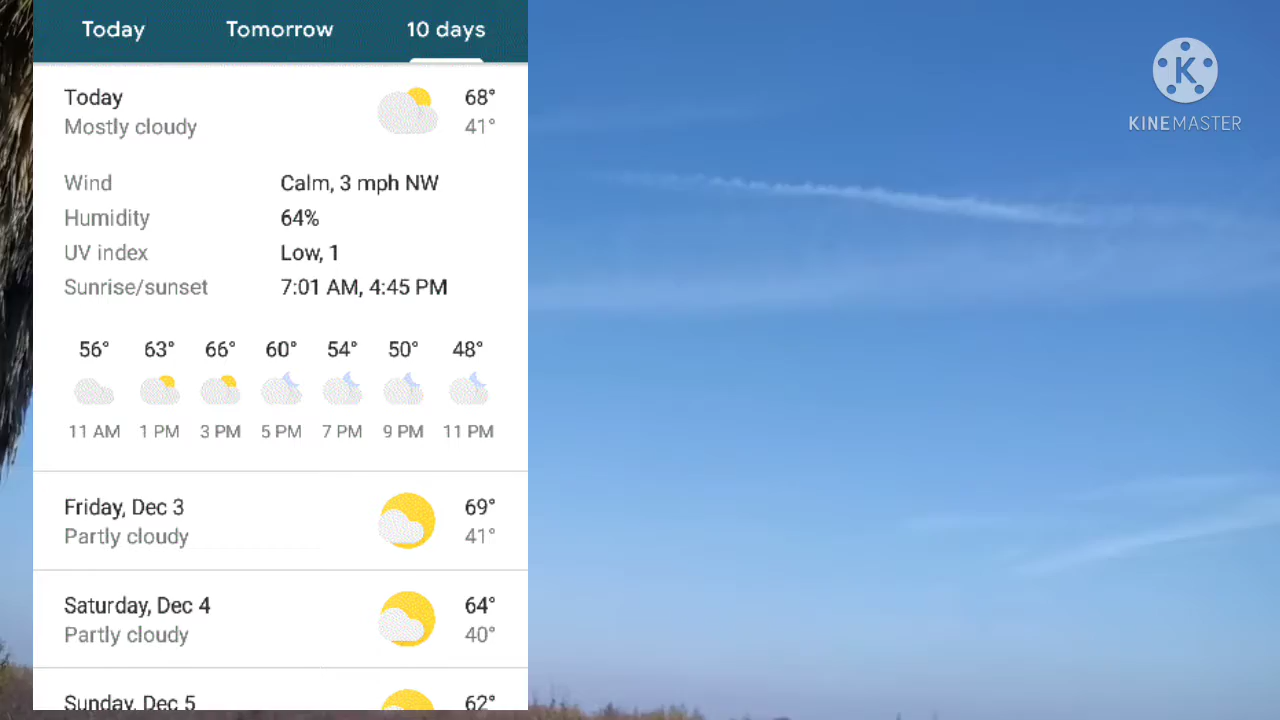 Today Tomorrow 10 days
Today 68°
Mostly cloudy 41°
Wind Calm, 3 mph NW
Humidity 64%
UV index Low, 1
Sunrise/sunset 7:01 AM, 4:45 PM
56° 63° 66° 60° 54° 50° 48°
11 AM 1 PM 3 PM 5 PM 7 PM 9 PM 11 PM
Friday, Dec 3 69°
Partly cloudy 41°
Saturday, Dec 4 64°
Partly cloudy 40°
Sunday, Dec 5 62°
K
KINEMASTER